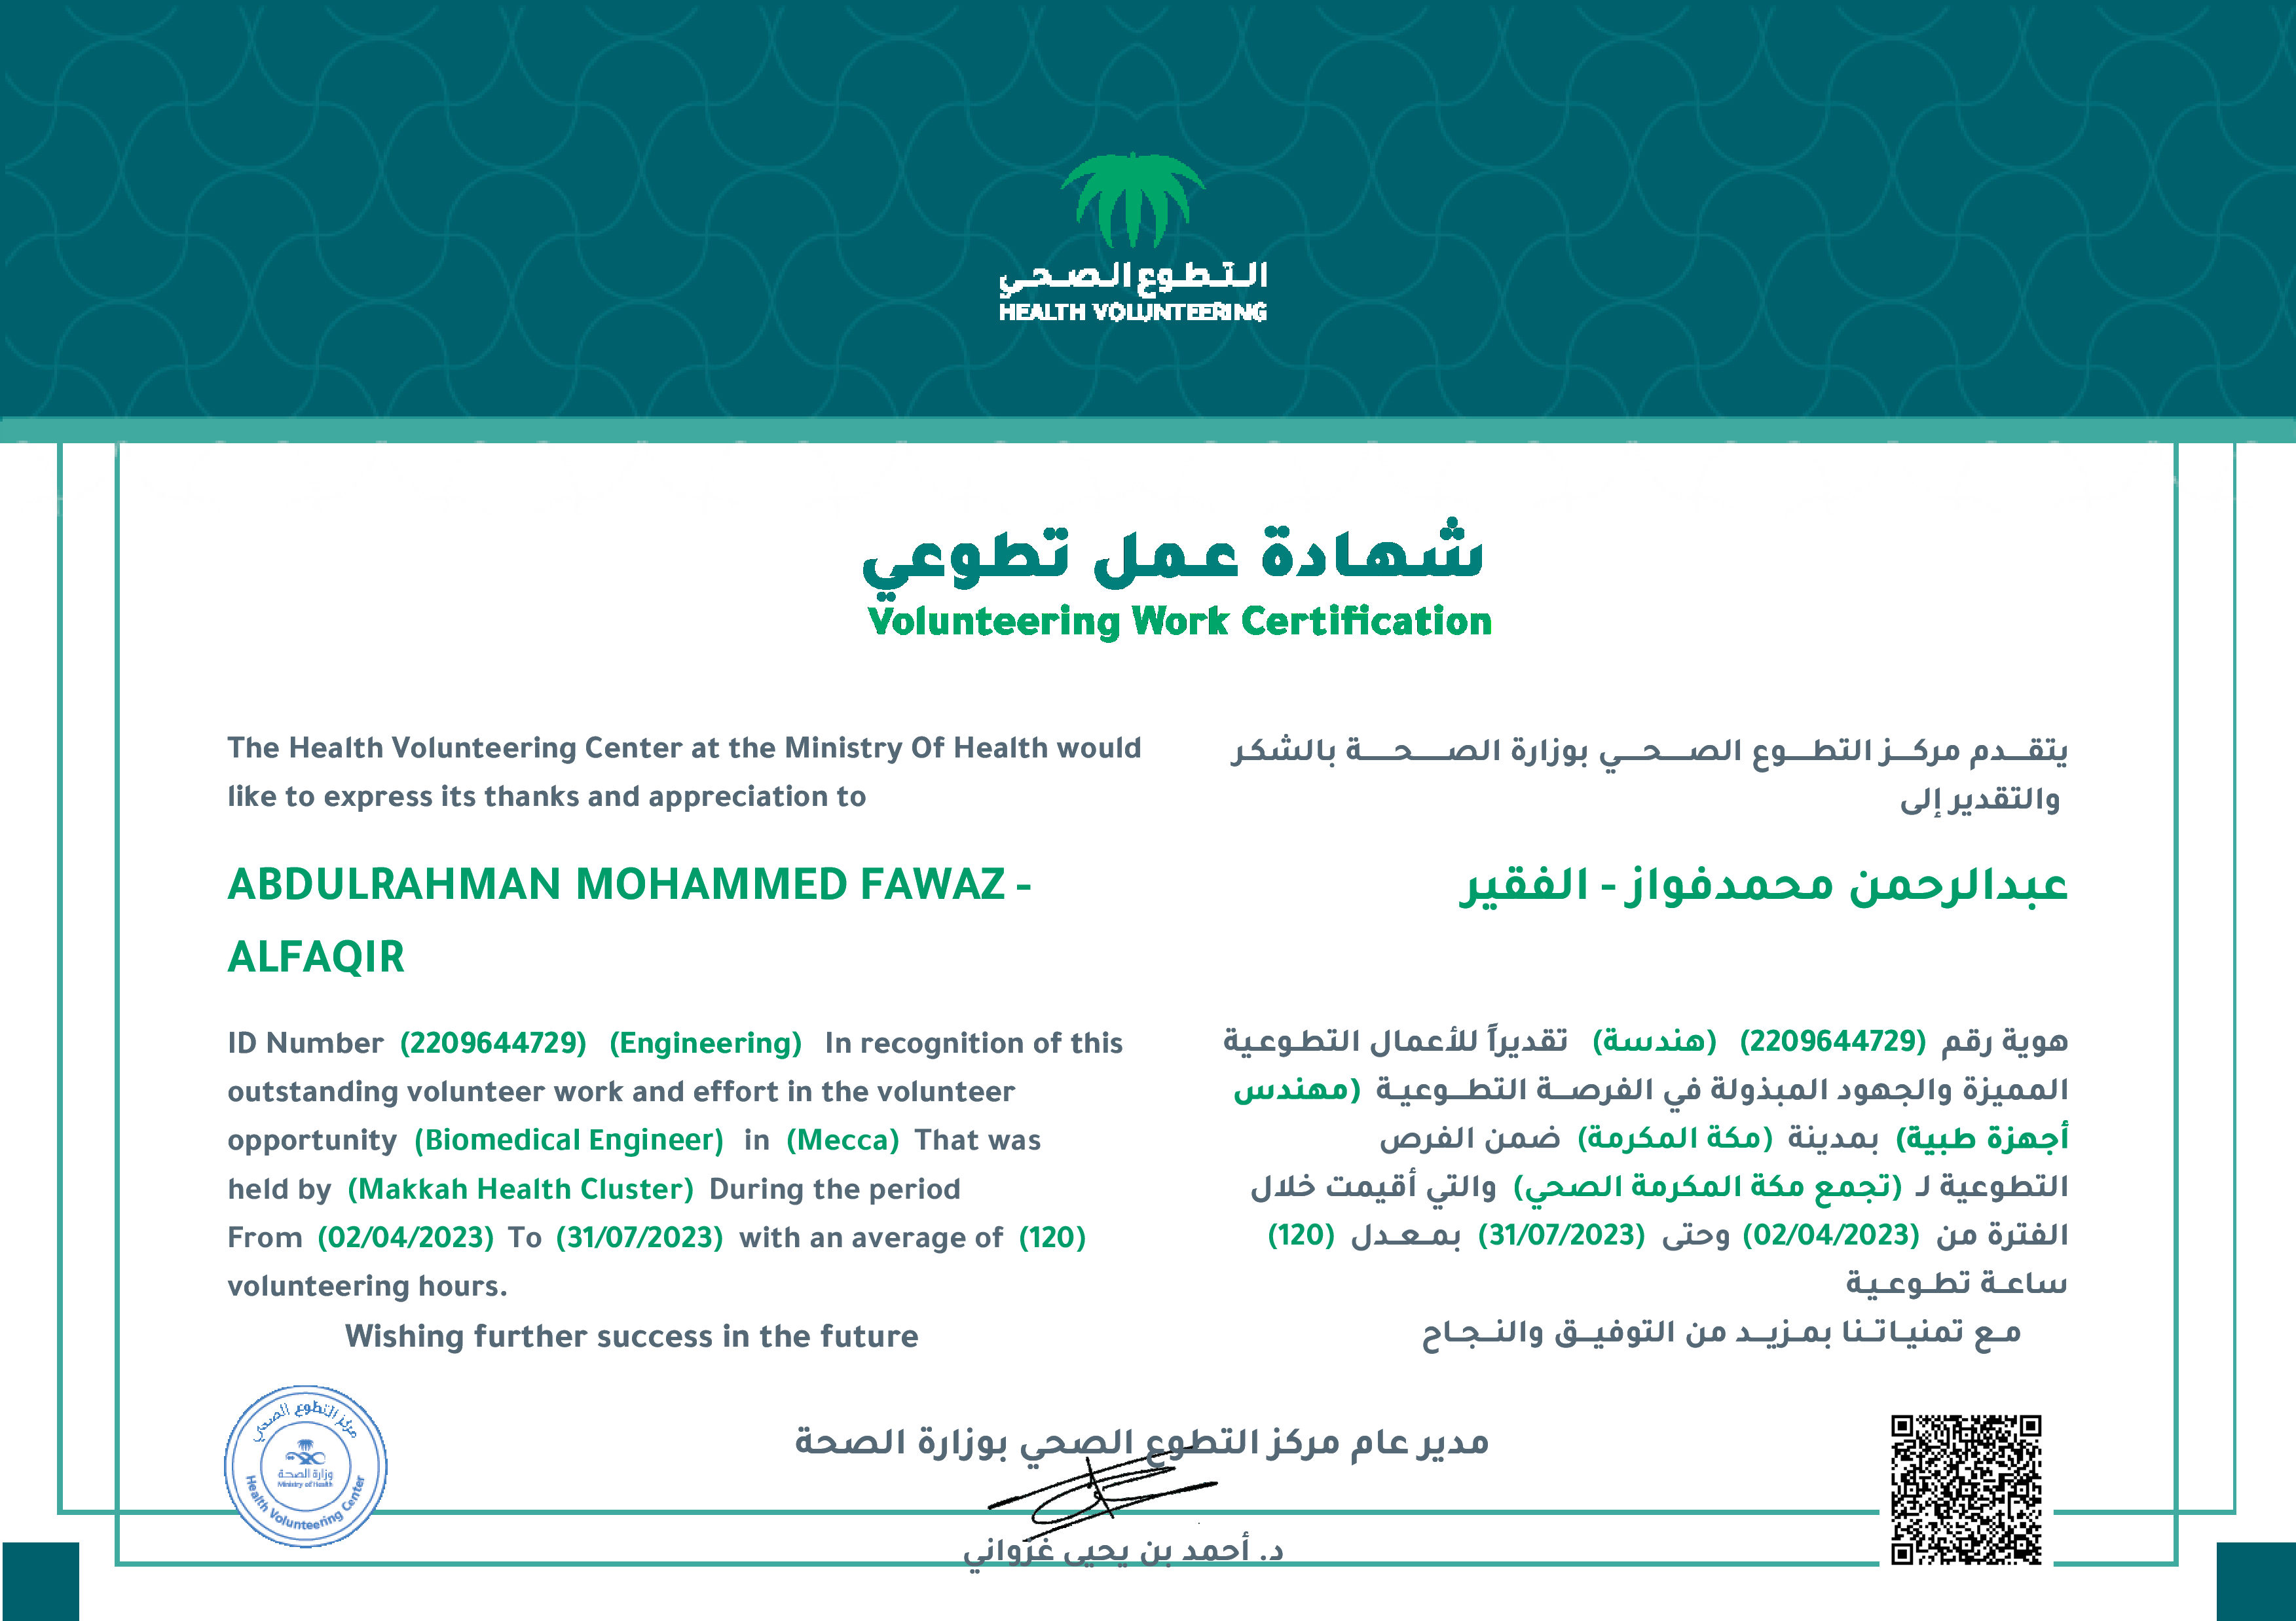 التطوع الصحي
HEALTH VOLUNTEERING
شهادة عمل تطوعي
Volunteering Work Certification
The Health Volunteering Center at the Ministry Of Health would
like to express its thanks and appreciation to
ABDULRAHMAN MOHAMMED FAWAZ -
ALFAQIR
ID Number (2209644729) (Engineering) In recognition of this
outstanding volunteer work and effort in the volunteer
opportunity (Biomedical Engineer) in (Mecca) That was
held by (Makkah Health Cluster) During the period
From (02/04/2023) To (31/07/2023) with an average of (120)
volunteering hours.
Wishing further success in the future
يتقدم مركز التطوع الصحي بوزارة الصحة بالشكر
والتقدير إلى
عبدالرحمن محمدفواز - الفقير
هوية رقم (2209644729) (هندسة) تقديراً للأعمال التطوعية
المميزة والجهود المبذولة في الفرصة التطوعية (مهندس
أجهزة طبية) بمدينة (مكة المكرمة) ضمن الفرص
التطوعية لـ (تجمع مكة المكرمة الصحي) والتي أقيمت خلال
الفترة من (02/04/2023) وحتى (31/07/2023) بمعدل (120)
ساعة تطوعية
مع تمنياتنا بمزيد من التوفيق والنجاح
مركز التطوع الصحي
وزارة الصحة
Ministry of Health
Health Volunteering Center
مدير عام مركز التطوع الصحي بوزارة الصحة
د. أحمد بن يحيى غزواني